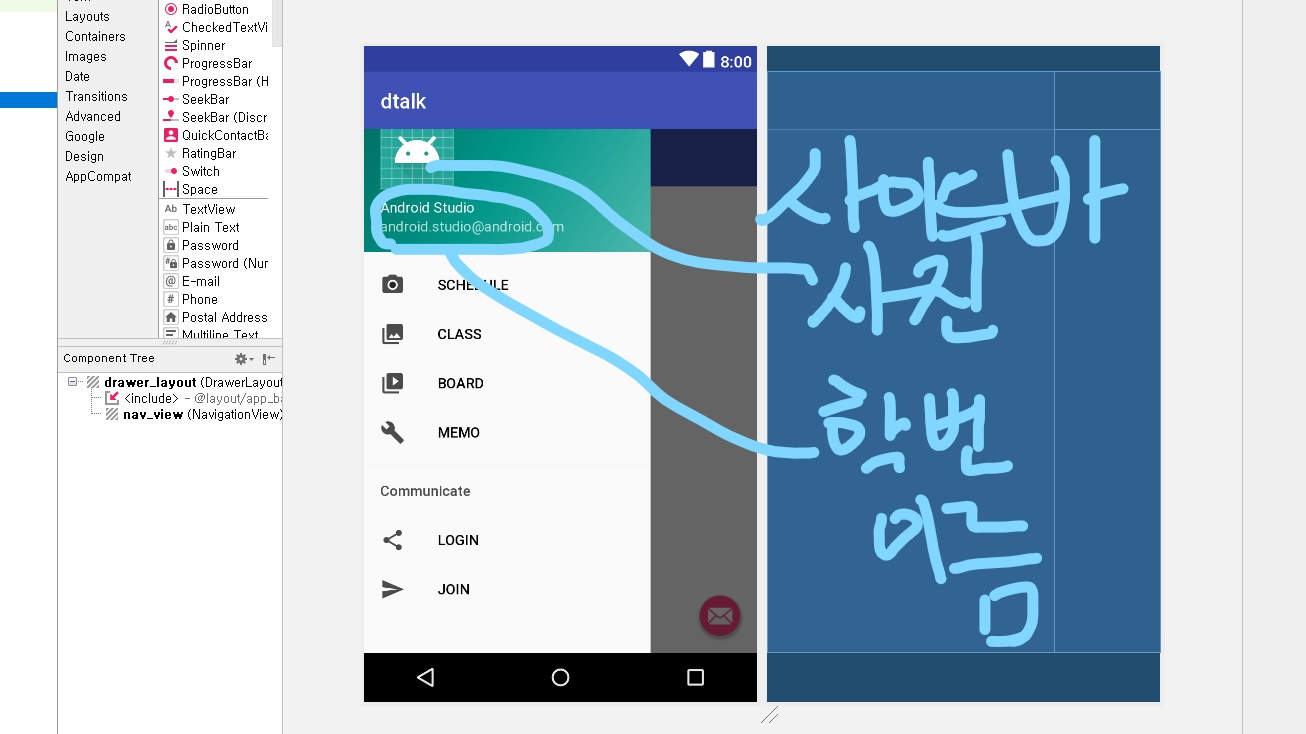 RadioButton
Layouts
CheckedTextVi
Containers
Spinner
Images
ProgressBar
Date
ProgressBar (H
Transitions
SeekBar
Advanced
SeekBar (Discr
Google
QuickContactBa
Design
RatingBar
AppCompat
Switch
Space
Ab TextView
abc Plain Text
Password
Password (Nur
@ E-mail
# Phone
Postal Address
Multiline Text
Component Tree
drawer_layout (DrawerLayout
<include> - @layout/app_ba
nav_view (NavigationView)
8:00
dtalk
Android Studio
android.studio@android.com
SCHEDULE
CLASS
BOARD
MEMO
Communicate
LOGIN
JOIN
사이드바
사진
학번
이름